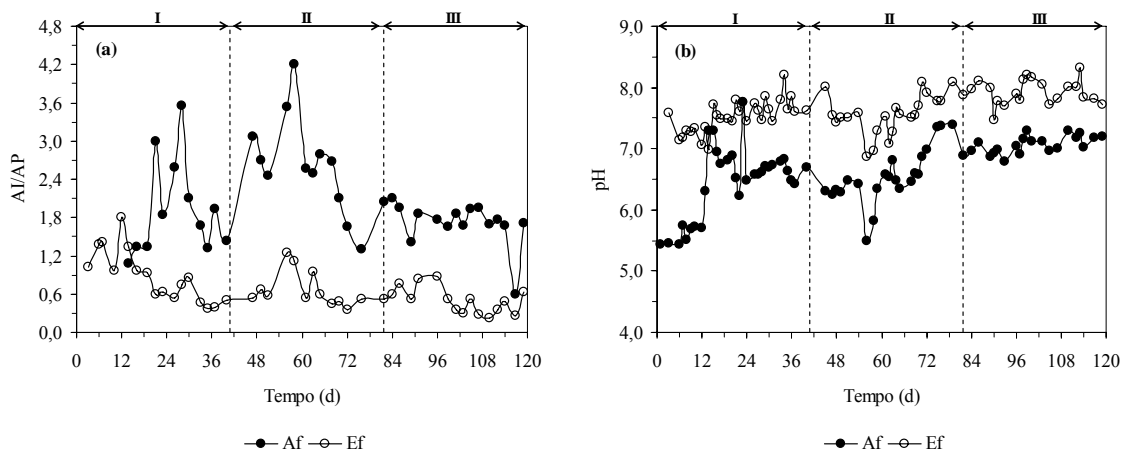 I II III
(a)
4,8
4,2
3,6
3,0
2,4
1,8
1,2
0,6
0,0
AI/AP
0 12 24 36 48 60 72 84 96 108 120
Tempo (d)
Af Ef
I II III
(b)
9,0
8,0
7,0
6,0
5,0
4,0
pH
0 12 24 36 48 60 72 84 96 108 120
Tempo (d)
Af Ef